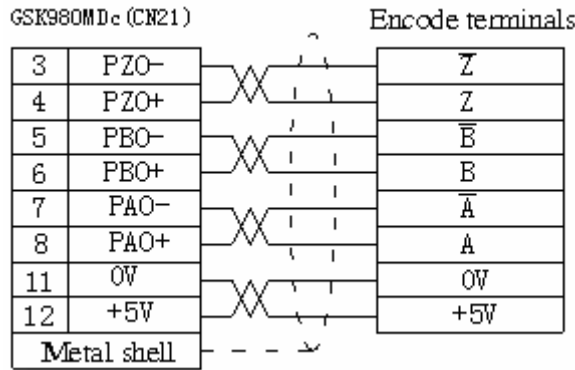 GSK980MDc(CN21) Encode terminals
3 PZO- Z̅
4 PZO+ Z
5 PBO- B̅
6 PBO+ B
7 PAO- A̅
8 PAO+ A
11 0V 0V
12 +5V +5V
Metal shell